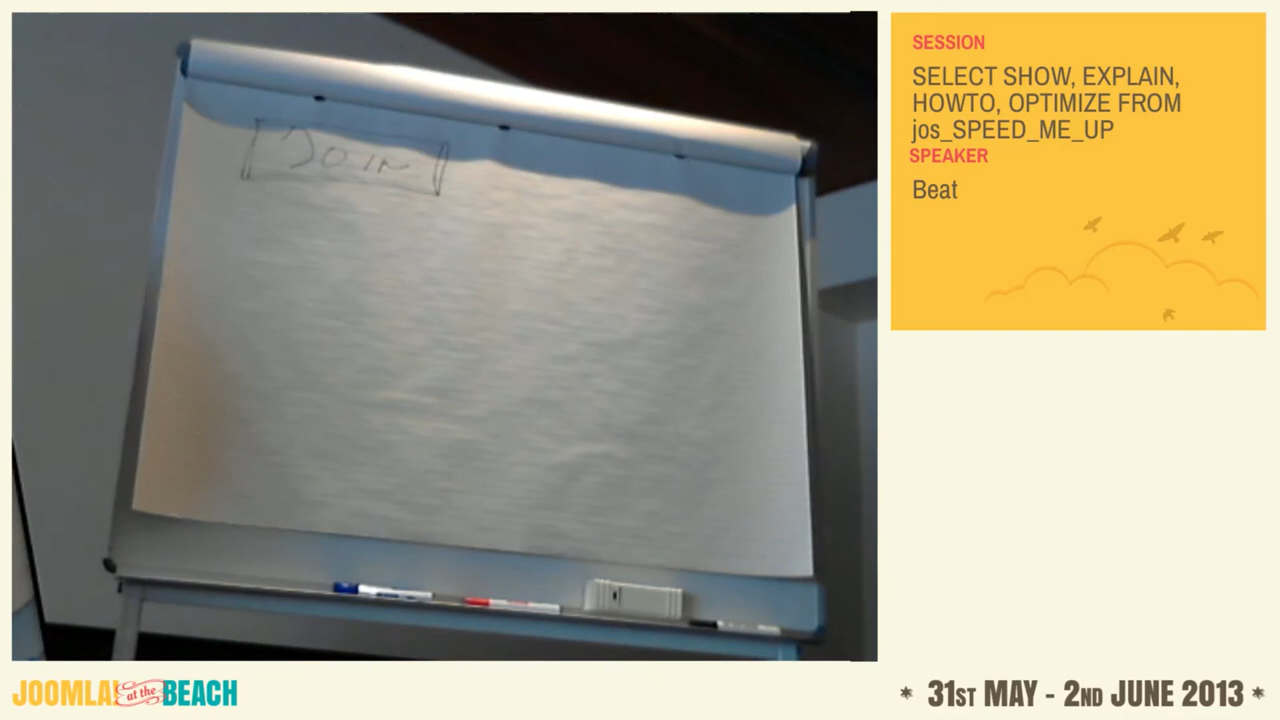 [JOIN]
SESSION
SELECT SHOW, EXPLAIN,
HOWTO, OPTIMIZE FROM
jos_SPEED_ME_UP
SPEAKER
Beat
JOOMLA! at the BEACH
* 31ST MAY - 2ND JUNE 2013 *